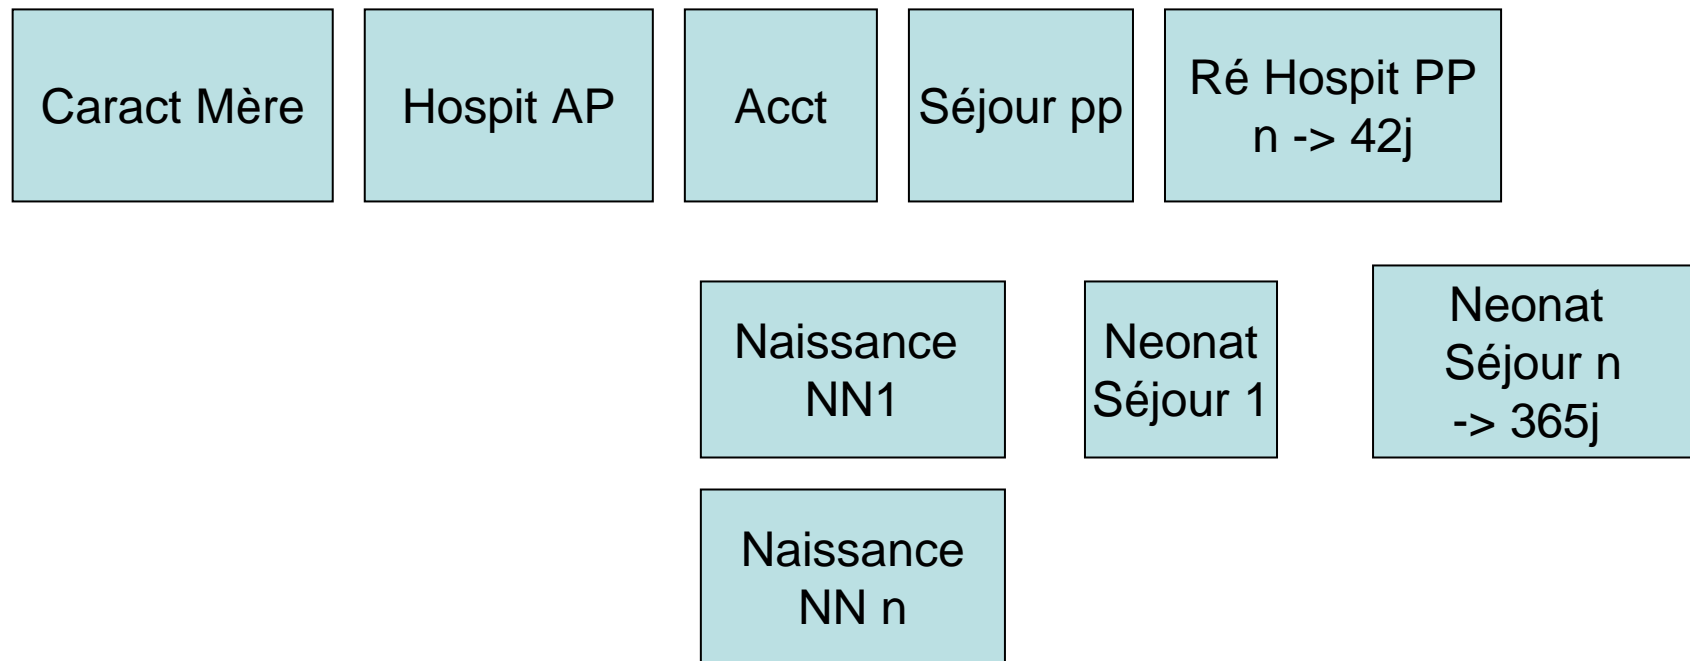 Caract Mère
Hospit AP
Acct
Séjour pp
Ré Hospit PP
n -> 42j
Naissance
NN1
Neonat
Séjour 1
Neonat
Séjour n
-> 365j
Naissance
NN n